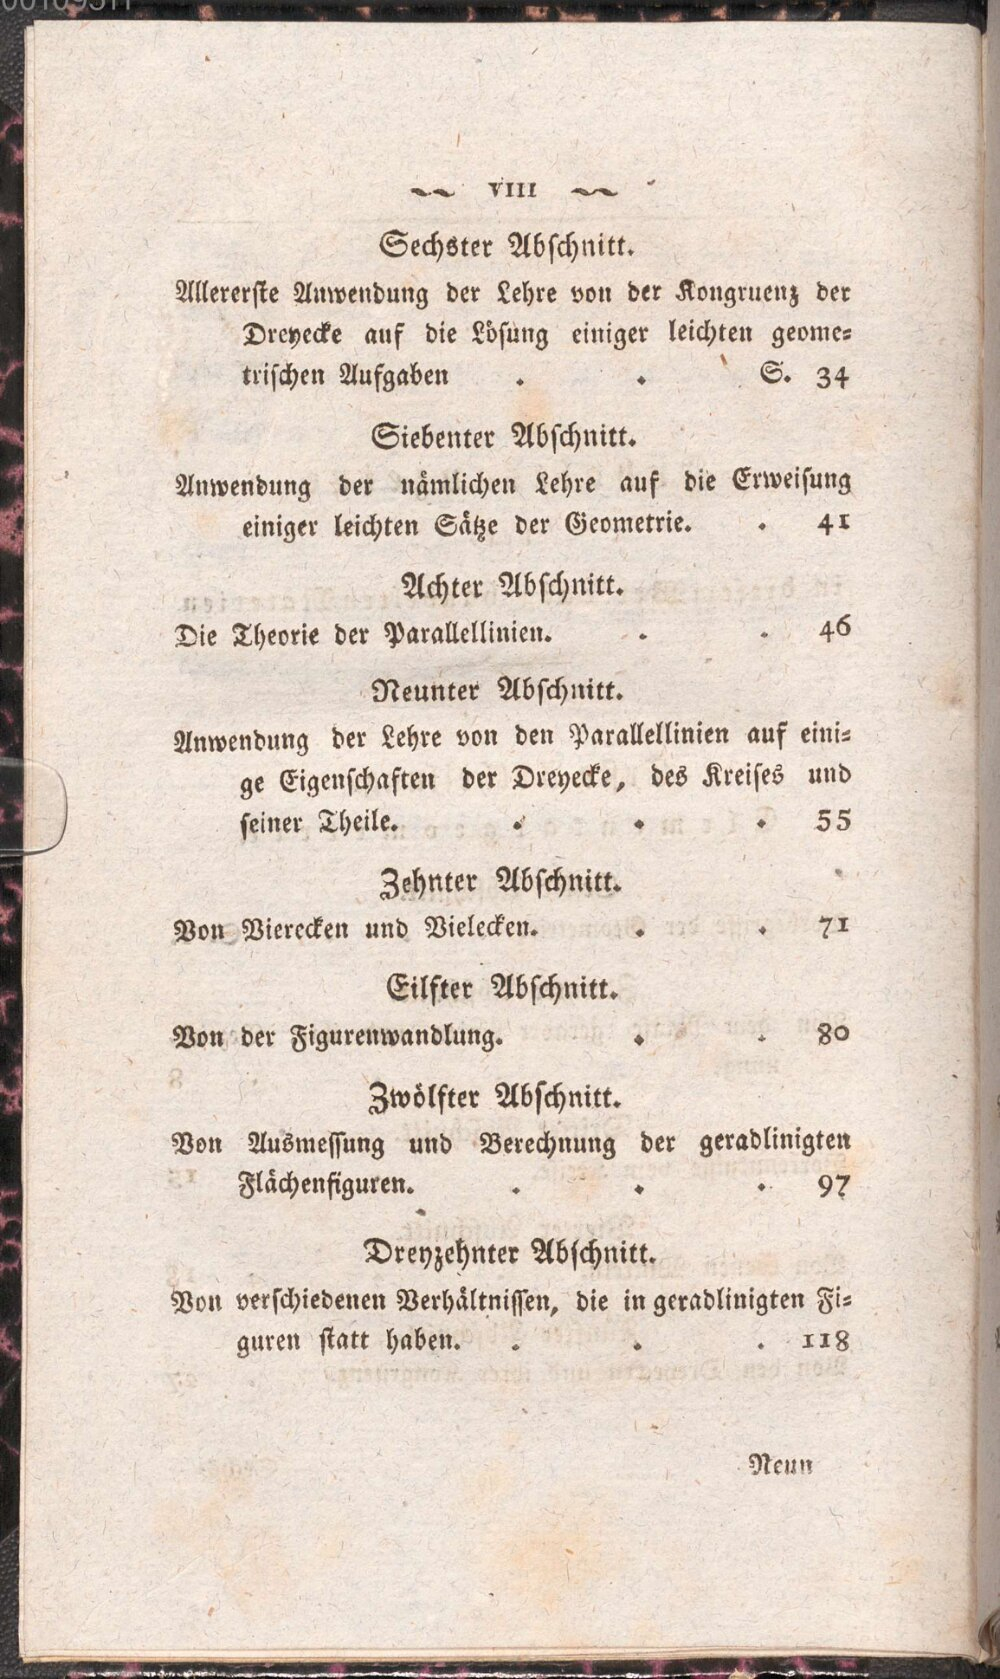 VIII
Sechster Abschnitt.
Allererste Anwendung der Lehre von der Kongruenz der
Dreyecke auf die Lösung einiger leichten geome-
trischen Aufgaben . . S. 34
Siebenter Abschnitt.
Anwendung der nämlichen Lehre auf die Erweisung
einiger leichten Sätze der Geometrie. . 41
Achter Abschnitt.
Die Theorie der Parallellinien. . . 46
Neunter Abschnitt.
Anwendung der Lehre von den Parallellinien auf eini-
ge Eigenschaften der Dreyecke, des Kreises und
seiner Theile. . . . 55
Zehnter Abschnitt.
Von Vierecken und Vielecken. . . 71
Eilfter Abschnitt.
Von der Figurenwandlung. . . 80
Zwölfter Abschnitt.
Von Ausmessung und Berechnung der geradlinigten
Flächenfiguren. . . . 97
Dreyzehnter Abschnitt.
Von verschiedenen Verhältnissen, die in geradlinigten Fi-
guren statt haben. . . . 118
Neun